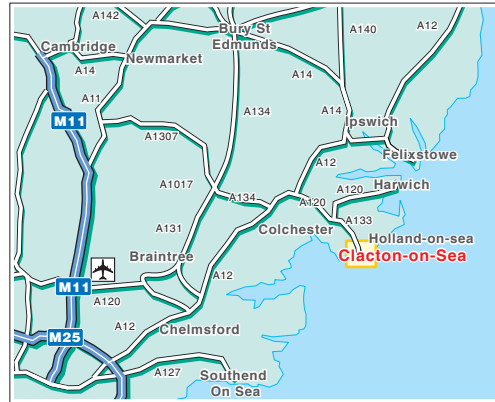 A142
Bury St
Edmunds
A140
A12
Cambridge
A14
Newmarket
A14
A11
A134
A14
M11
Ipswich
A1307
Felixstowe
A12
A1017
A134
A120
A120
Harwich
A131
Colchester
A133
Holland-on-sea
Clacton-on-Sea
Braintree
A12
M11
A120
A12
Chelmsford
M25
A127
Southend
On Sea